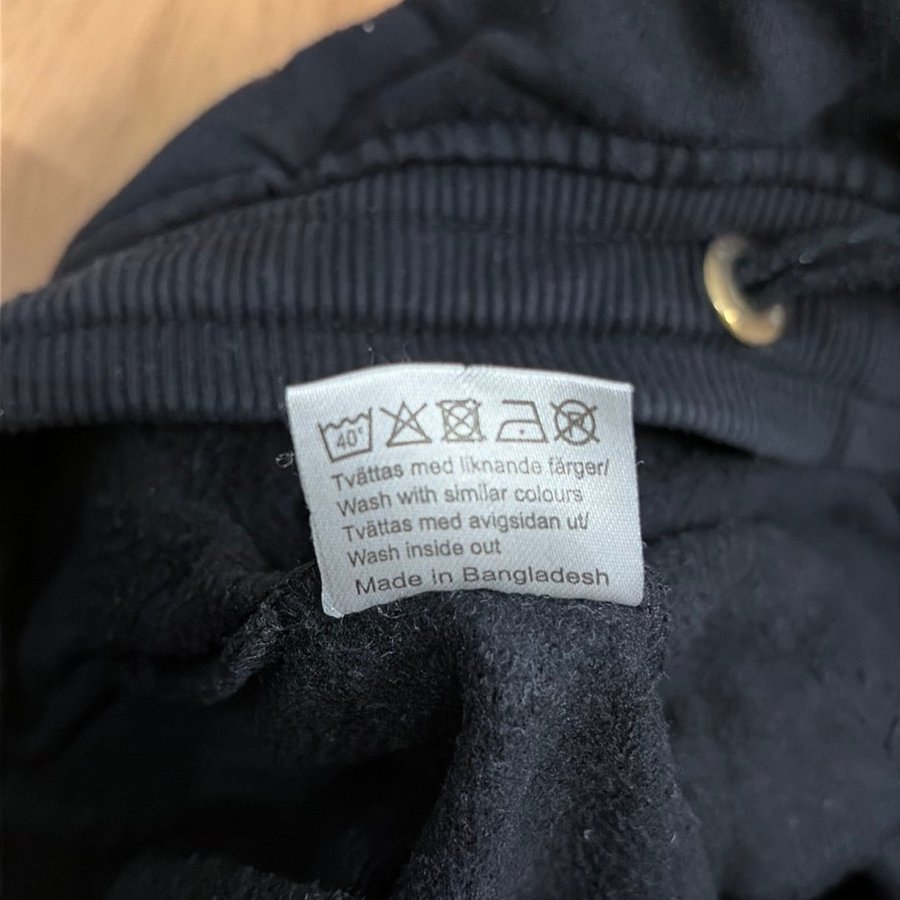 40°
Tvättas med liknande färger/
Wash with similar colours
Tvättas med avigsidan ut/
Wash inside out
Made in Bangladesh